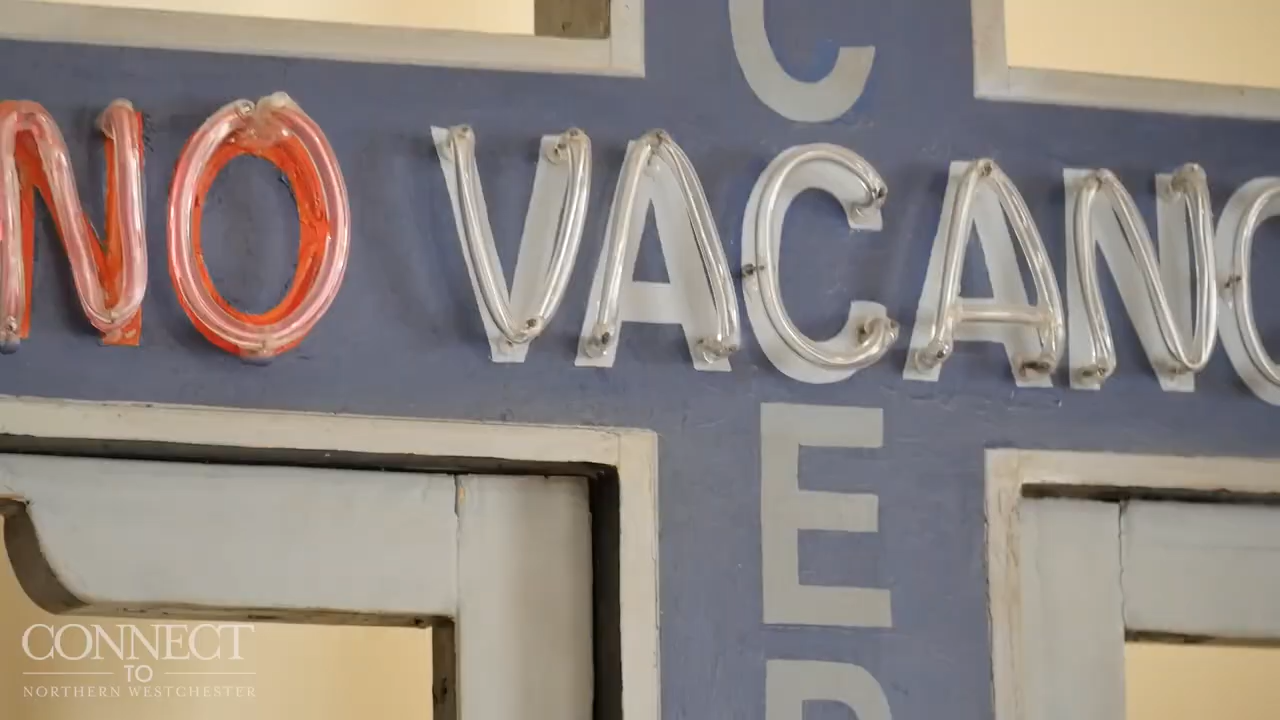 NO VACANC
C
E
CONNECT
TO
NORTHERN WESTCHESTER